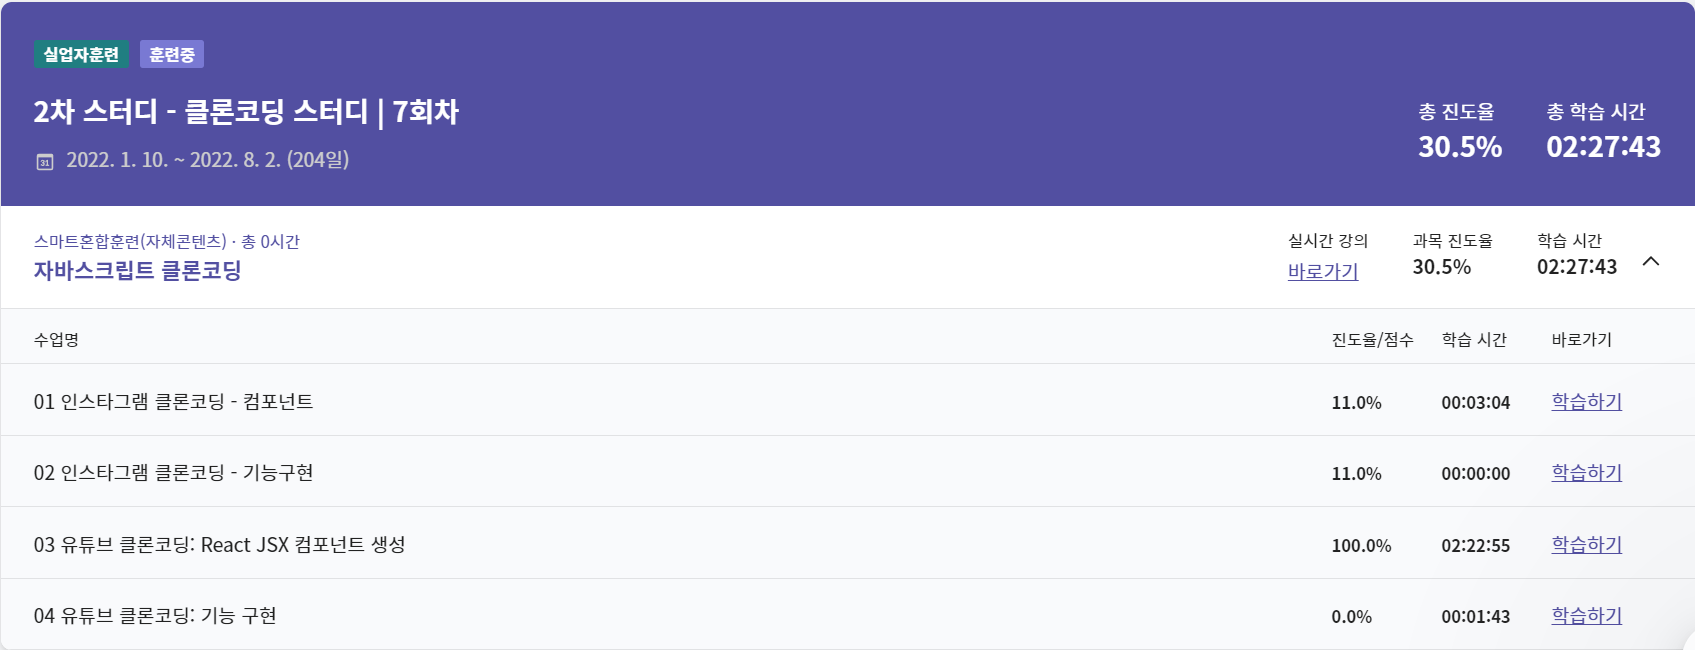 실업자훈련 훈련중
2차 스터디 - 클론코딩 스터디 | 7회차
31 2022. 1. 10. ~ 2022. 8. 2. (204일)
총 진도율 총 학습 시간
30.5% 02:27:43
스마트혼합훈련(자체콘텐츠) · 총 0시간
자바스크립트 클론코딩
실시간 강의 과목 진도율 학습 시간
바로가기 30.5% 02:27:43
수업명 진도율/점수 학습 시간 바로가기
01 인스타그램 클론코딩 - 컴포넌트 11.0% 00:03:04 학습하기
02 인스타그램 클론코딩 - 기능구현 11.0% 00:00:00 학습하기
03 유튜브 클론코딩: React JSX 컴포넌트 생성 100.0% 02:22:55 학습하기
04 유튜브 클론코딩: 기능 구현 0.0% 00:01:43 학습하기